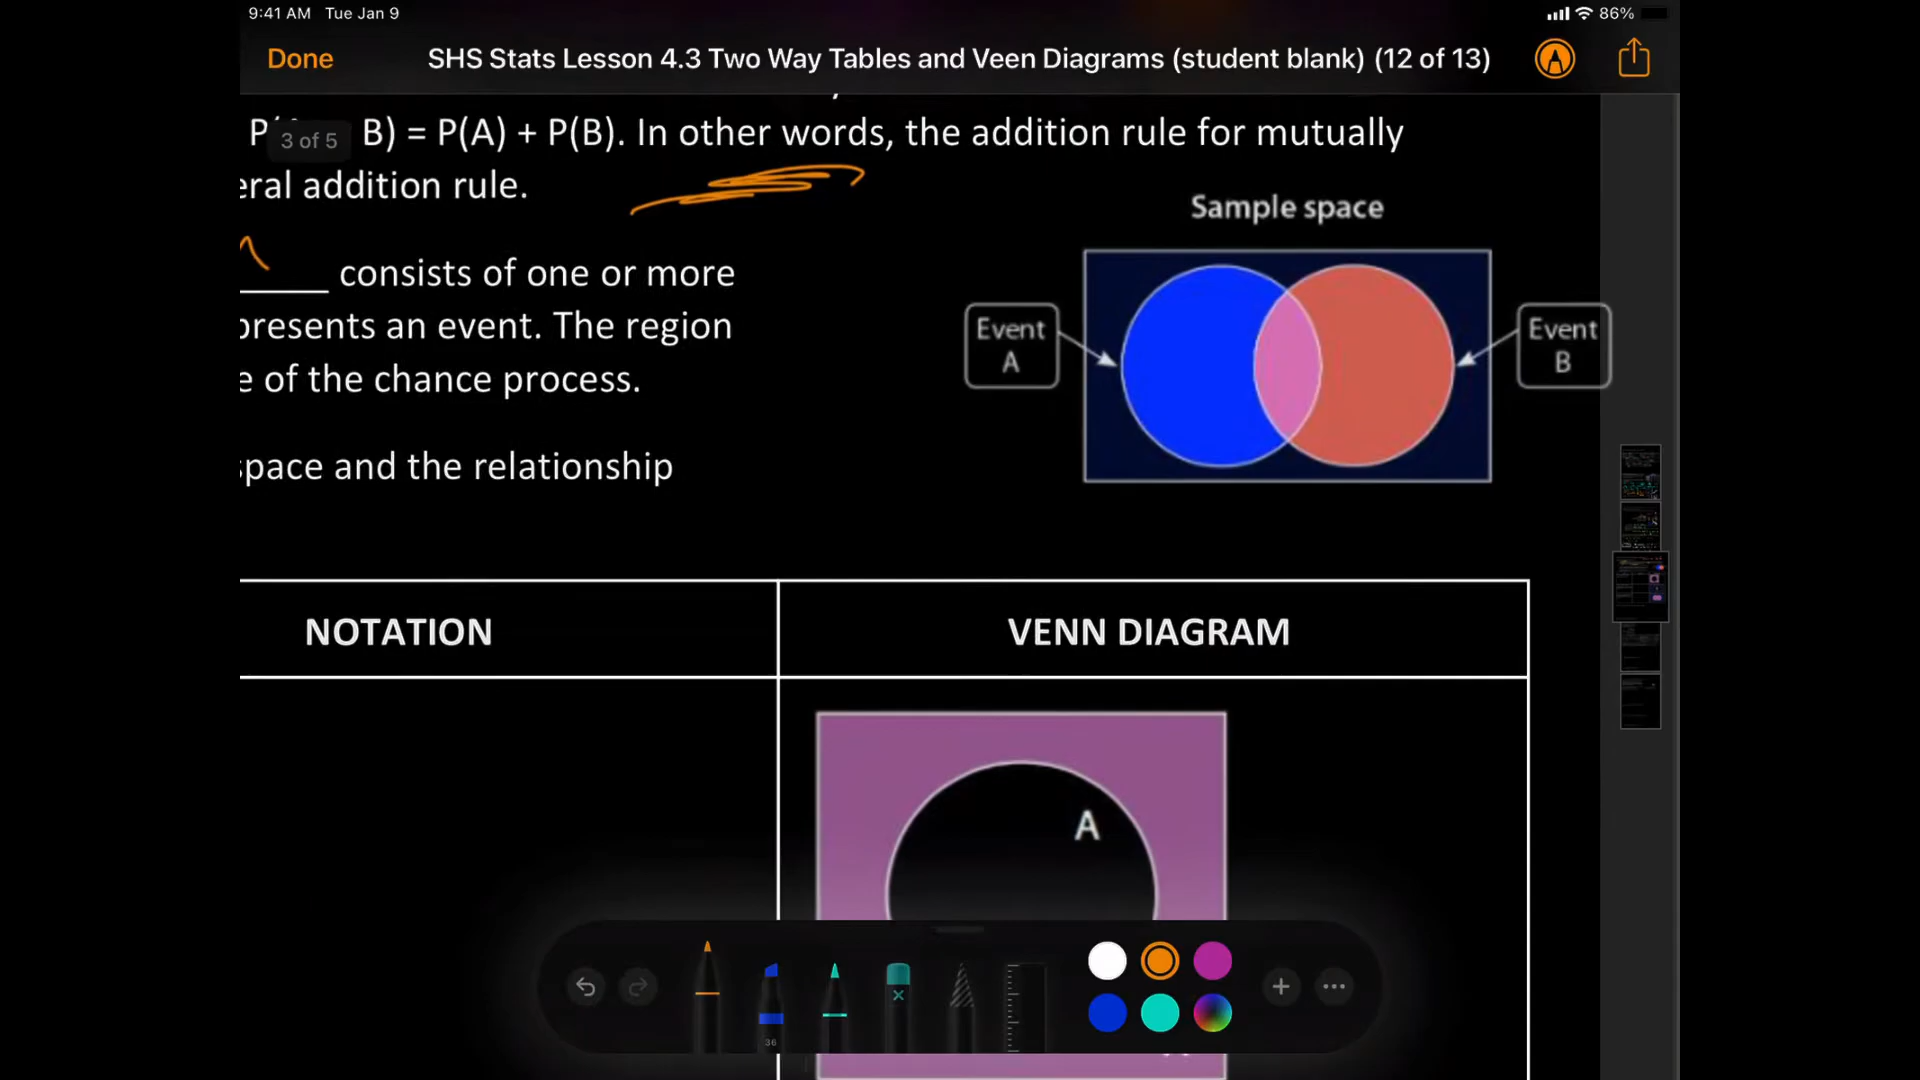 9:41 AM Tue Jan 9
86%
Done
SHS Stats Lesson 4.3 Two Way Tables and Veen Diagrams (student blank) (12 of 13)
3 of 5
B) = P(A) + P(B). In other words, the addition rule for mutually
eral addition rule.
Sample space
_____ consists of one or more
presents an event. The region
e of the chance process.
Event
A
Event
B
space and the relationship
NOTATION
VENN DIAGRAM
A
36